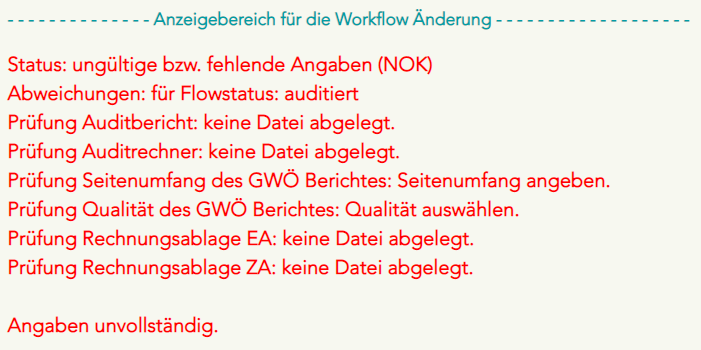 - - - - - - - - - - - - - - Anzeigebereich für die Workflow Änderung - - - - - - - - - - - - - - - - - - -
Status: ungültige bzw. fehlende Angaben (NOK)
Abweichungen: für Flowstatus: auditiert
Prüfung Auditbericht: keine Datei abgelegt.
Prüfung Auditrechner: keine Datei abgelegt.
Prüfung Seitenumfang des GWÖ Berichtes: Seitenumfang angeben.
Prüfung Qualität des GWÖ Berichtes: Qualität auswählen.
Prüfung Rechnungsablage EA: keine Datei abgelegt.
Prüfung Rechnungsablage ZA: keine Datei abgelegt.
Angaben unvollständig.